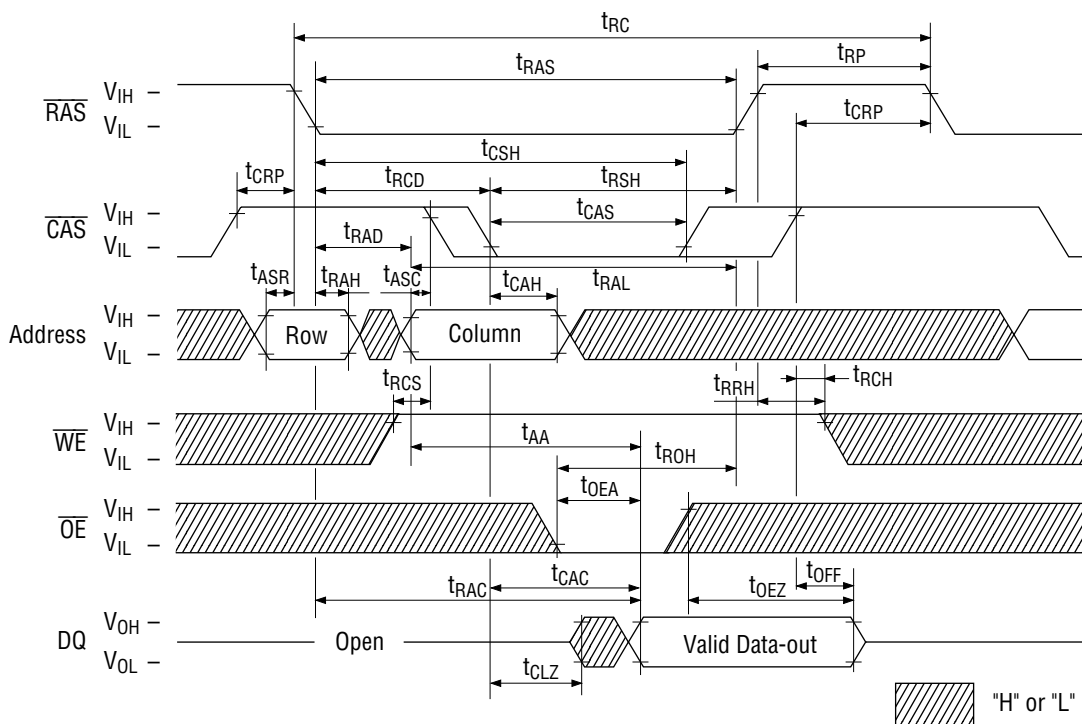 tRC
tRAS
tRP
RAS
VIH
VIL
tCRP
tCSH
tCRP
tRCD
tRSH
CAS
VIH
VIL
tCAS
tRAD
tRAL
tASR
tRAH
tASC
tCAH
Address
VIH
VIL
Row
Column
tRCS
tRRH
tRCH
WE
VIH
VIL
tAA
tROH
tOEA
OE
VIH
VIL
tCAC
tRAC
tOEZ
tOFF
DQ
VOH
VOL
Open
Valid Data-out
tCLZ
"H" or "L"